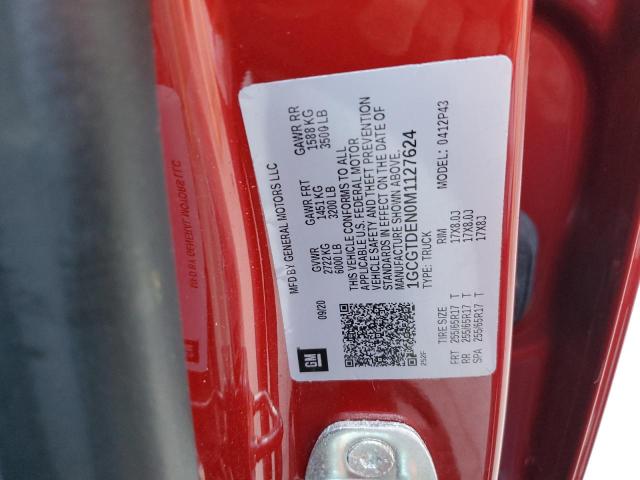 MFD BY GENERAL MOTORS LLC
GM
09/20
GVWR
2722 KG
6000 LB
GAWR FRT
1451 KG
3200 LB
GAWR RR
1588 KG
3500 LB
THIS VEHICLE CONFORMS TO ALL
APPLICABLE U.S. FEDERAL MOTOR
VEHICLE SAFETY AND THEFT PREVENTION
STANDARDS IN EFFECT ON THE DATE OF
MANUFACTURE SHOWN ABOVE.
1GCGTDEN0M1127624
252F
TYPE: TRUCK
MODEL: 0412P43
TIRE SIZE RIM
FRT 255/65R17 T 17X8.0J
RR 255/65R17 T 17X8.0J
SPA 255/65R17 T 17X8J